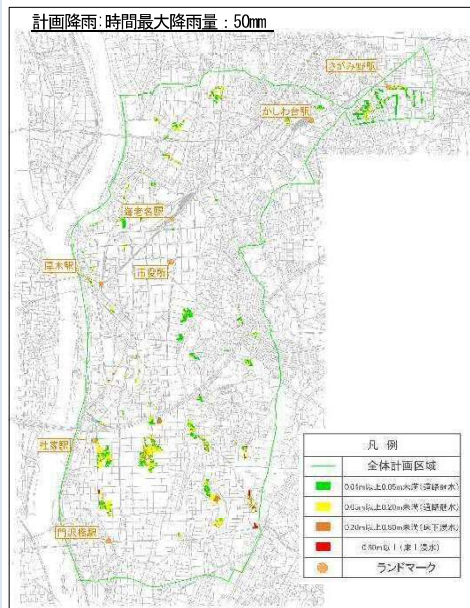 計画降雨:時間最大降雨量:50mm
さがみ野駅
かしわ台駅
海老名駅
厚木駅
市役所
社家駅
門沢橋駅
凡 例
全体計画区域
0.01m以上0.05m未満(道路冠水)
0.05m以上0.20m未満(道路冠水)
0.20m以上0.50m未満(床下浸水)
0.50m以上(床上浸水)
ランドマーク